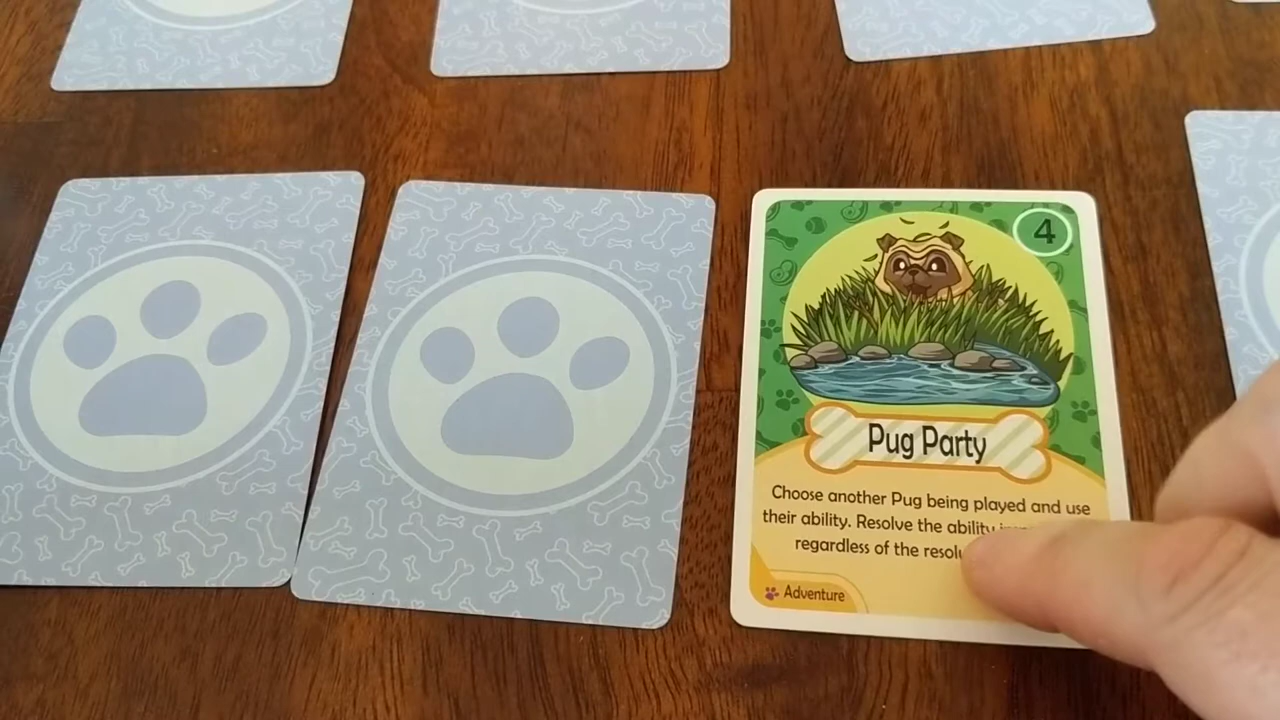 4
Pug Party
Choose another Pug being played and use
their ability. Resolve the ability
regardless of the
Adventure